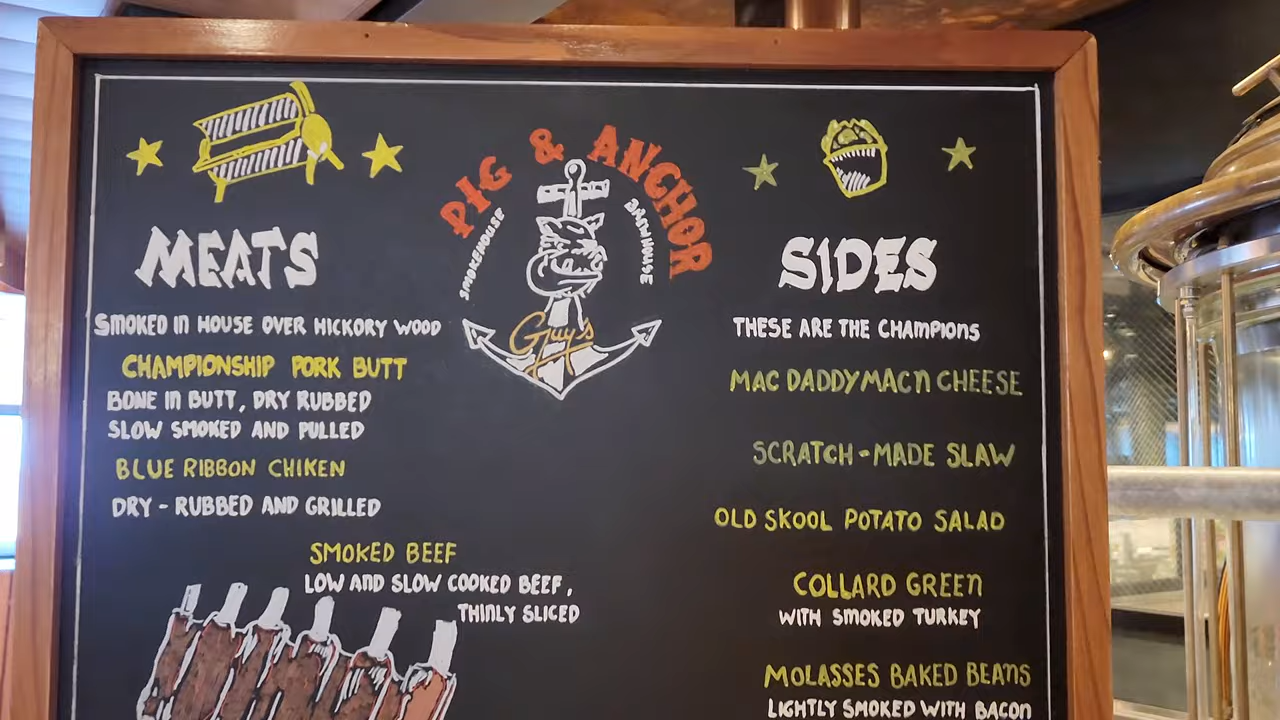 PIG & ANCHOR
SMOKEHOUSE
BREWHOUSE
Guy's
MEATS
SMOKED IN HOUSE OVER HICKORY WOOD
CHAMPIONSHIP PORK BUTT
BONE IN BUTT, DRY RUBBED
SLOW SMOKED AND PULLED
BLUE RIBBON CHIKEN
DRY - RUBBED AND GRILLED
SMOKED BEEF
LOW AND SLOW COOKED BEEF,
THINLY SLICED
SIDES
THESE ARE THE CHAMPIONS
MAC DADDY MAC n CHEESE
SCRATCH-MADE SLAW
OLD SKOOL POTATO SALAD
COLLARD GREEN
WITH SMOKED TURKEY
MOLASSES BAKED BEANS
LIGHTLY SMOKED WITH BACON